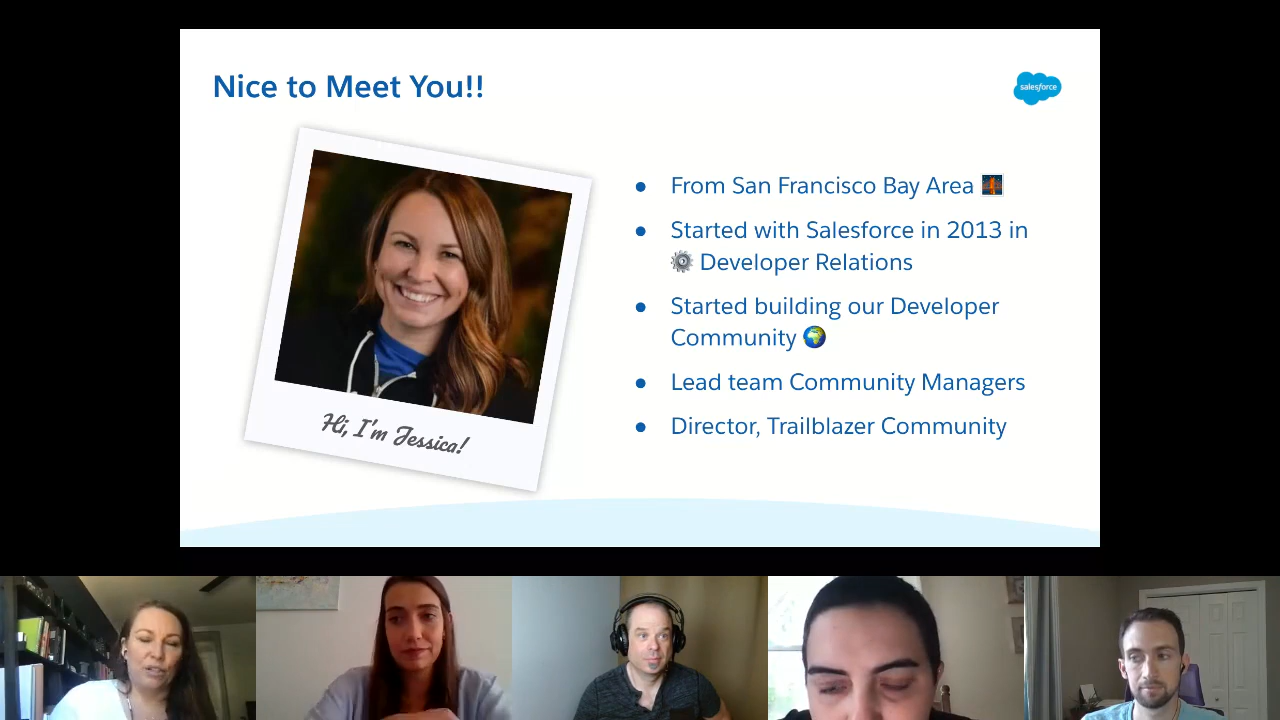 Nice to Meet You!!
salesforce
From San Francisco Bay Area
Started with Salesforce in 2013 in
Developer Relations
Started building our Developer
Community
Lead team Community Managers
Director, Trailblazer Community
Hi, I'm Jessica!